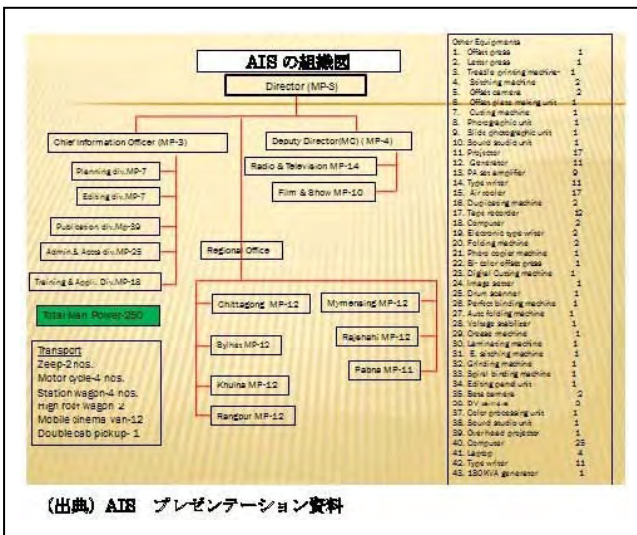 AISの組織図
Director (MP-3)
Chief Information Officer (MP-3)
Deputy Director(MC) ( MP-4)
Planning div.MP-7
Editing div.MP-7
Publication div.Mp-39
Admin.& Accts div.MP-25
Training & Appli. Div.MP-18
Radio & Television MP-14
Film & Show MP-10
Regional Office
Chittagong MP-12
Sylhet MP-12
Khulna MP-12
Rangpur MP-12
Mymensing MP-12
Rajshahi MP-12
Pabna MP-11
Total Man Power-250
Transport
Zeep-2 nos.
Motor cycle-4 nos.
Station wagon-4 nos.
High roof wagon 2
Mobile cinema van-12
Double cab pickup- 1
Other Equipments
1. Offset press 1
2. Letter press 1
3. Treadle printing machine- 1
4. Stiching machine 2
5. Offset camera 2
6. Offset plate making unit 1
7. Cutting machine 1
8. Photographic unit 1
9. Slide photographic unit 1
10. Sound studio unit 1
11. Projector 17
12. Generator 11
13. PA set amplifier 9
14. Type writer 11
15. Air cooler 17
16. Duplicating machine 2
17. Tape recorder 12
18. Computer 2
19. Electronic type writer 2
20. Folding machine 2
21. Photo copier machine 1
22. Bi-color offset press 1
23. Digital Cutting machine 1
24. Image setter 1
25. Drum scanner 1
26. Perfect binding machine 1
27. Auto folding machine 1
28. Voltage stabilizer 1
29. Crease machine 1
30. Laminating machine 1
31. E. stiching machine 1
32. Grinding machine 1
33. Spiral binding machine 1
34. Editing panel unit 1
35. Beta camera 2
36. DV camera
37. Color processing unit 1
38. Sound studio unit 1
39. Overhead projector 1
40. Computer 25
41. Laptop 4
42. Type writer 11
43. 180 KVA generator 1
（出典）AIS プレゼンテーション資料